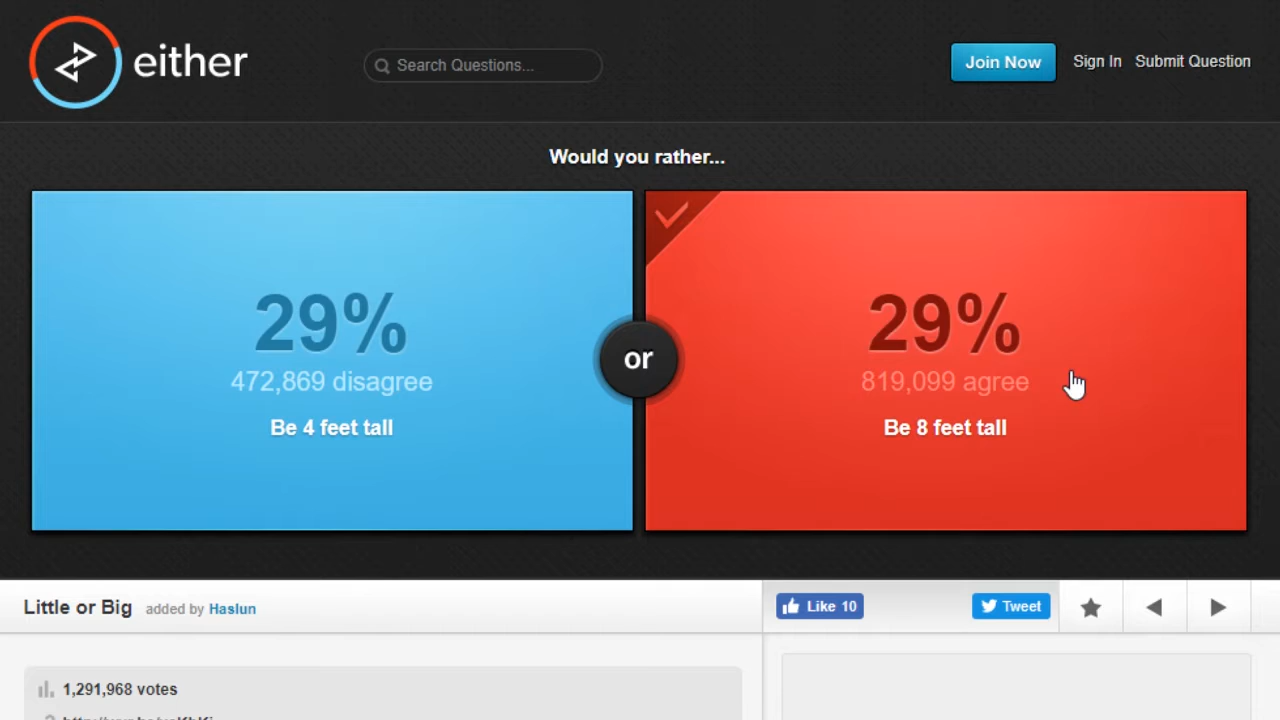 either
Search Questions...
Join Now
Sign In
Submit Question
Would you rather...
29%
472,869 disagree
Be 4 feet tall
or
29%
819,099 agree
Be 8 feet tall
Little or Big added by Haslun
Like 10
Tweet
1,291,968 votes